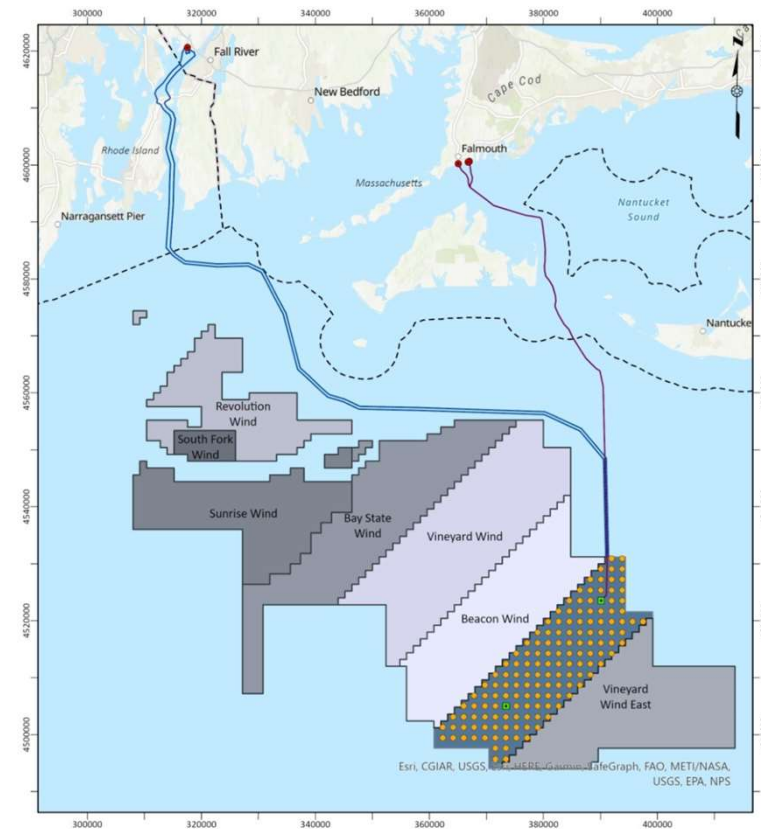 300000 320000 340000 360000 380000 400000
4620000
Fall River
N
New Bedford
Cape Cod
Rhode Island
Falmouth
4600000
Massachusetts
Nantucket
Sound
Narragansett Pier
4580000
Nantucke
4560000
Revolution
Wind
South Fork
Wind
4540000
Sunrise Wind
Bay State
Wind
Vineyard Wind
4520000
Beacon Wind
Vineyard
Wind East
4500000
Esri, CGIAR, USGS, Esri, HERE, Garmin, SafeGraph, FAO, METI/NASA,
USGS, EPA, NPS
300000 320000 340000 360000 380000 400000